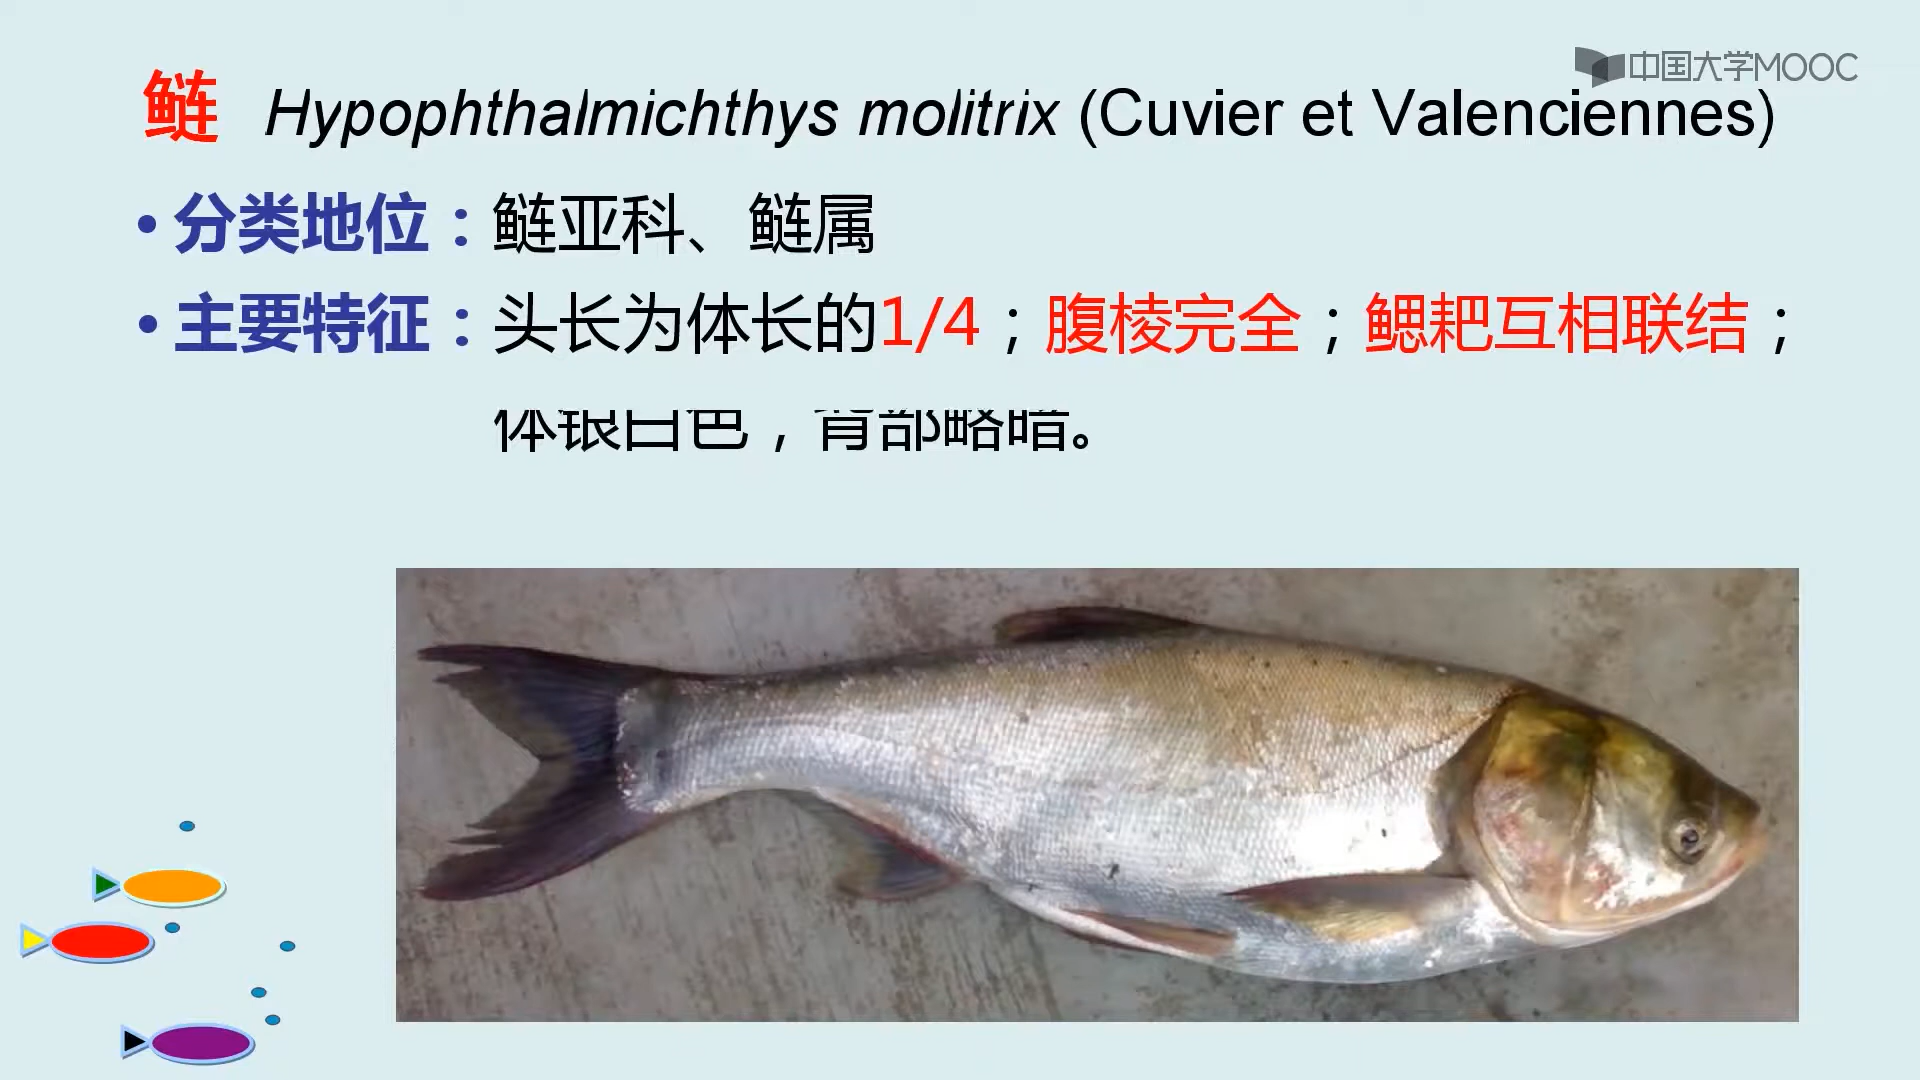 中国大学MOOC
鲢 Hypophthalmichthys molitrix (Cuvier et Valenciennes)
• 分类地位：鲢亚科、鲢属
• 主要特征：头长为体长的1/4；腹棱完全；鳃耙互相联结；
体银白色，背部略暗。